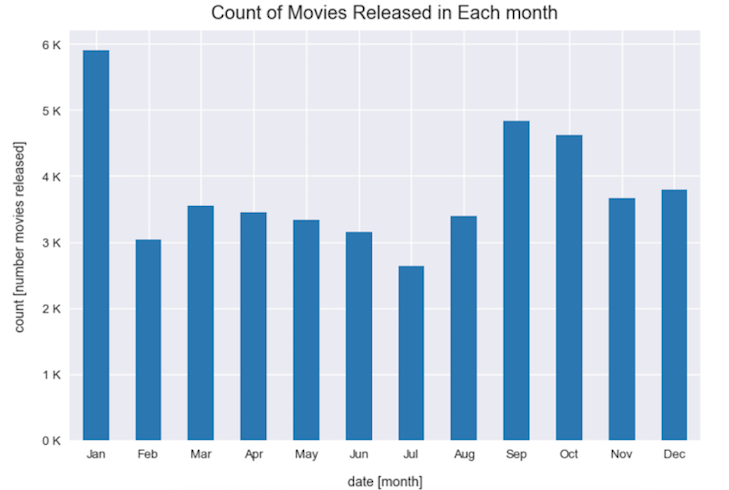 Count of Movies Released in Each month
count [number movies released]
6 K
5 K
4 K
3 K
2 K
1 K
0 K
Jan Feb Mar Apr May Jun Jul Aug Sep Oct Nov Dec
date [month]